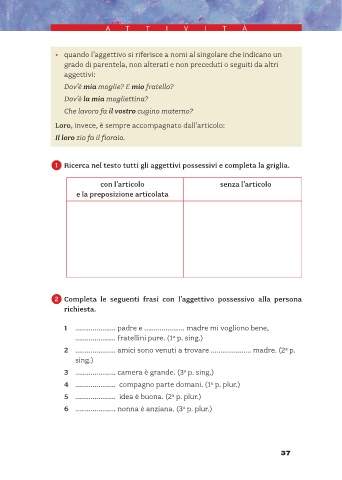 ATTIVITÀ
• quando l'aggettivo si riferisce a nomi al singolare che indicano un
grado di parentela, non alterati e non preceduti o seguiti da altri
aggettivi:
Dov'è mia moglie? E mio fratello?
Dov'è la mia mogliettina?
Che lavoro fa il vostro cugino materno?
Loro, invece, è sempre accompagnato dall'articolo:
Il loro zio fa il fioraio.
1 Ricerca nel testo tutti gli aggettivi possessivi e completa la griglia.
con l'articolo
e la preposizione articolata
senza l'articolo
2 Completa le seguenti frasi con l'aggettivo possessivo alla persona
richiesta.
1 ..................... padre e ..................... madre mi vogliono bene,
..................... fratellini pure. (1ª p. sing.)
2 ..................... amici sono venuti a trovare ..................... madre. (2ª p.
sing.)
3 ..................... camera è grande. (3ª p. sing.)
4 ..................... compagno parte domani. (1ª p. plur.)
5 ..................... idea è buona. (2ª p. plur.)
6 ..................... nonna è anziana. (3ª p. plur.)
37